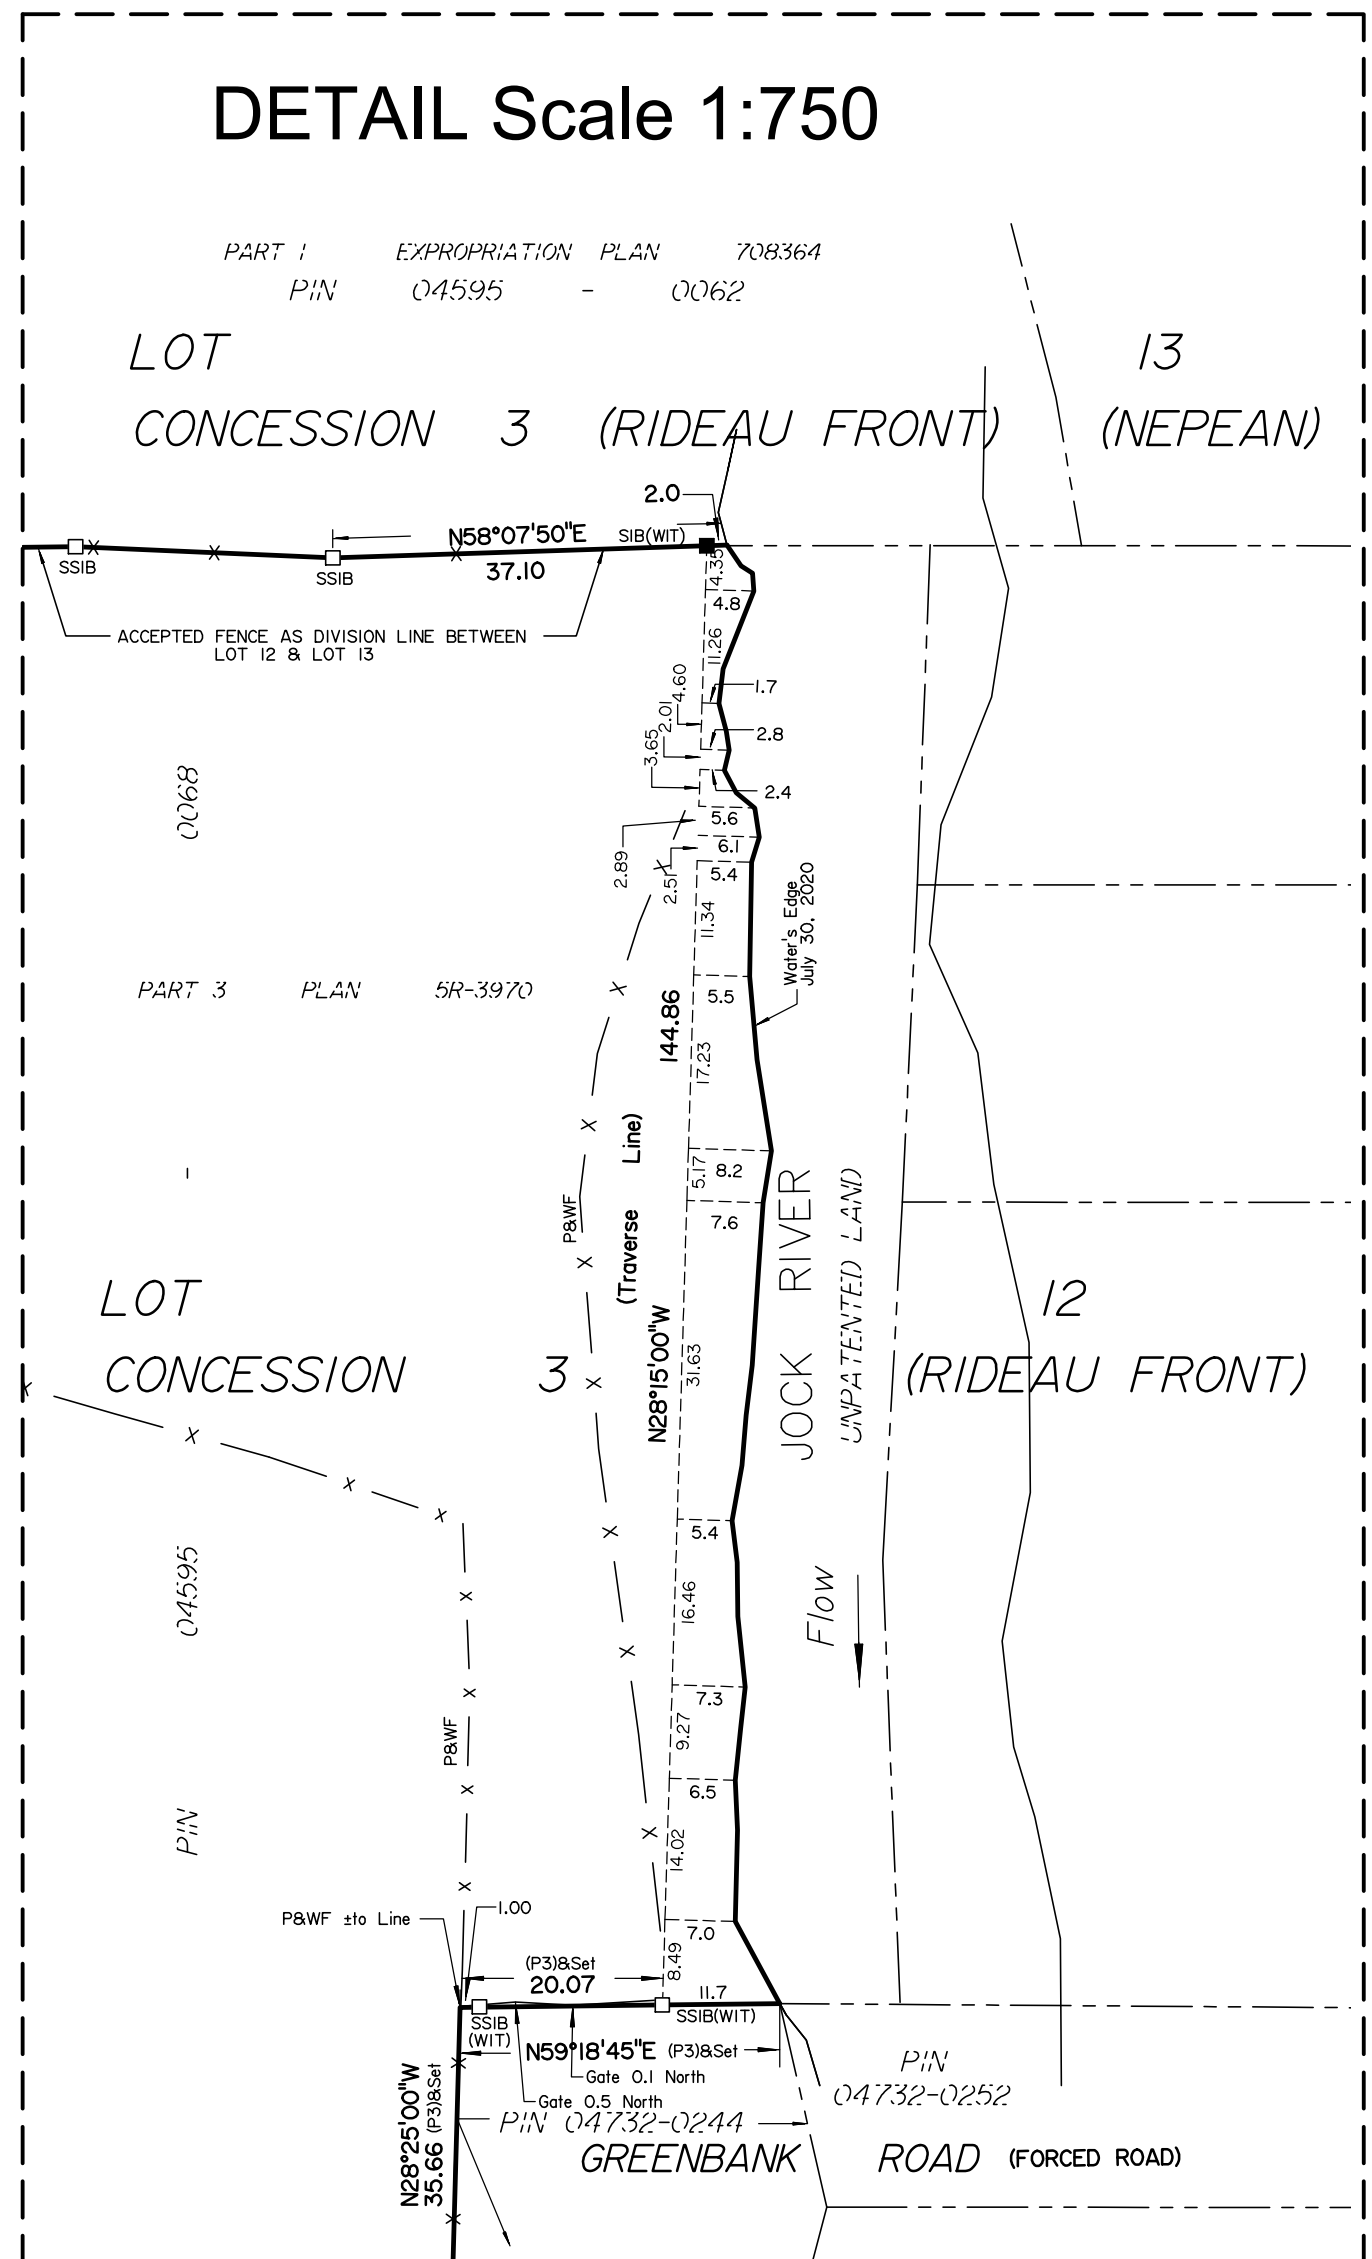 DETAIL Scale 1:750
PART 1 EXPROPRIATION PLAN 708364
PIN 04595 - 0062
LOT 13
CONCESSION 3 (RIDEAU FRONT) (NEPEAN)
2.0
N58°07'50"E
SIB(WIT)
37.10
SSIB
SSIB
4.35
4.8
ACCEPTED FENCE AS DIVISION LINE BETWEEN
LOT 12 & LOT 13
11.26
4.60
1.7
2.01
2.8
3.65
2.4
5.6
2.89
6.1
2.51
5.4
0068
11.34
Water's Edge
July 30, 2020
PART 3 PLAN 5R-3970
5.5
144.86
17.23
(Traverse Line)
5.17
8.2
7.6
P&WF
JOCK RIVER
UNPATENTED LAND
-
LOT 12
CONCESSION 3 (RIDEAU FRONT)
N28°15'00"W
31.63
5.4
04595
16.46
Flow
7.3
9.27
P&WF
6.5
PIN
14.02
P&WF ±to Line
1.00
7.0
8.49
(P3)&Set
20.07
11.7
SSIB
(WIT)
SSIB(WIT)
N59°18'45"E (P3)&Set
Gate 0.1 North
Gate 0.5 North
PIN
04732-0252
PIN 04732-0244
N28°25'00"W
35.66 (P3)&Set
GREENBANK ROAD (FORCED ROAD)